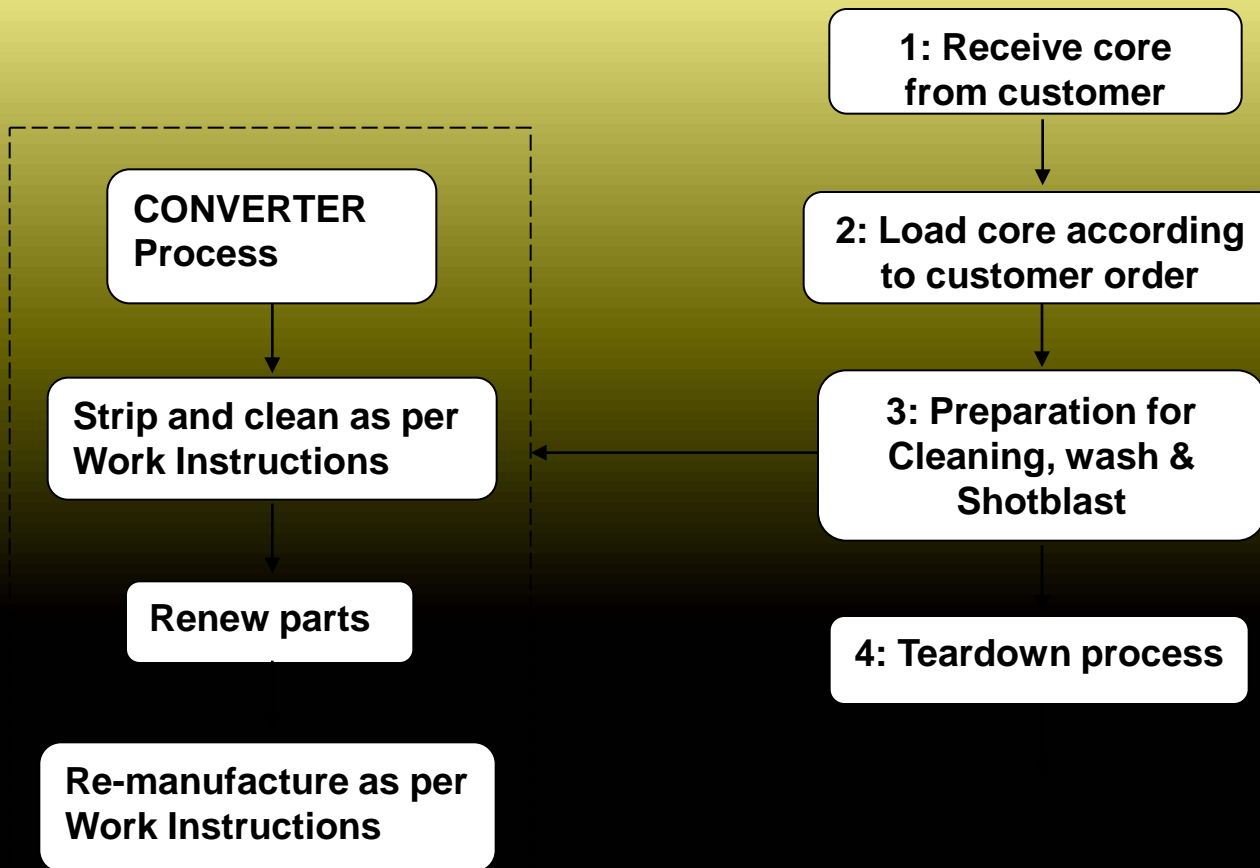 1: Receive core
from customer
CONVERTER
Process
2: Load core according
to customer order
Strip and clean as per
Work Instructions
3: Preparation for
Cleaning, wash &
Shotblast
Renew parts
4: Teardown process
Re-manufacture as per
Work Instructions